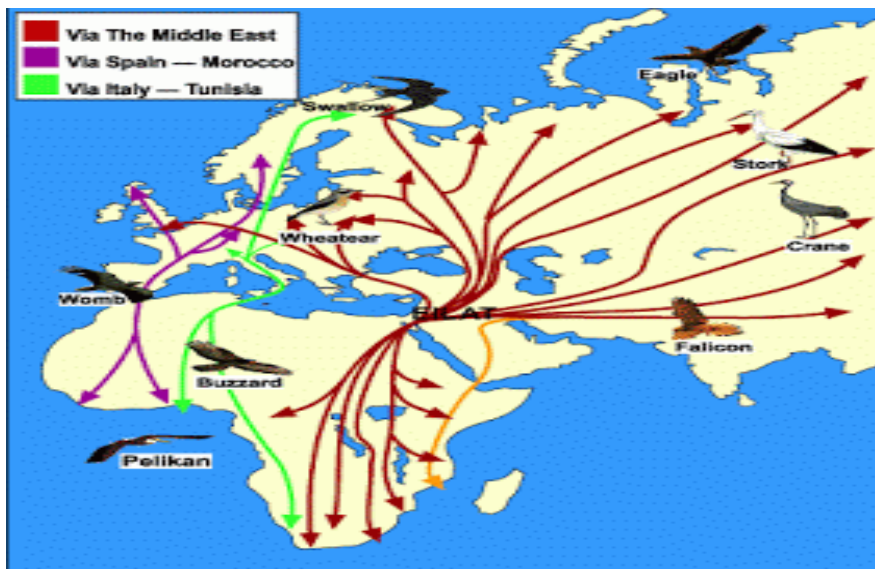 Via The Middle East
Via Spain — Morocco
Via Italy — Tunisia
Eagle
Swallow
Stork
Wheatear
Crane
Womb
EILAT
Falicon
Buzzard
Pelikan